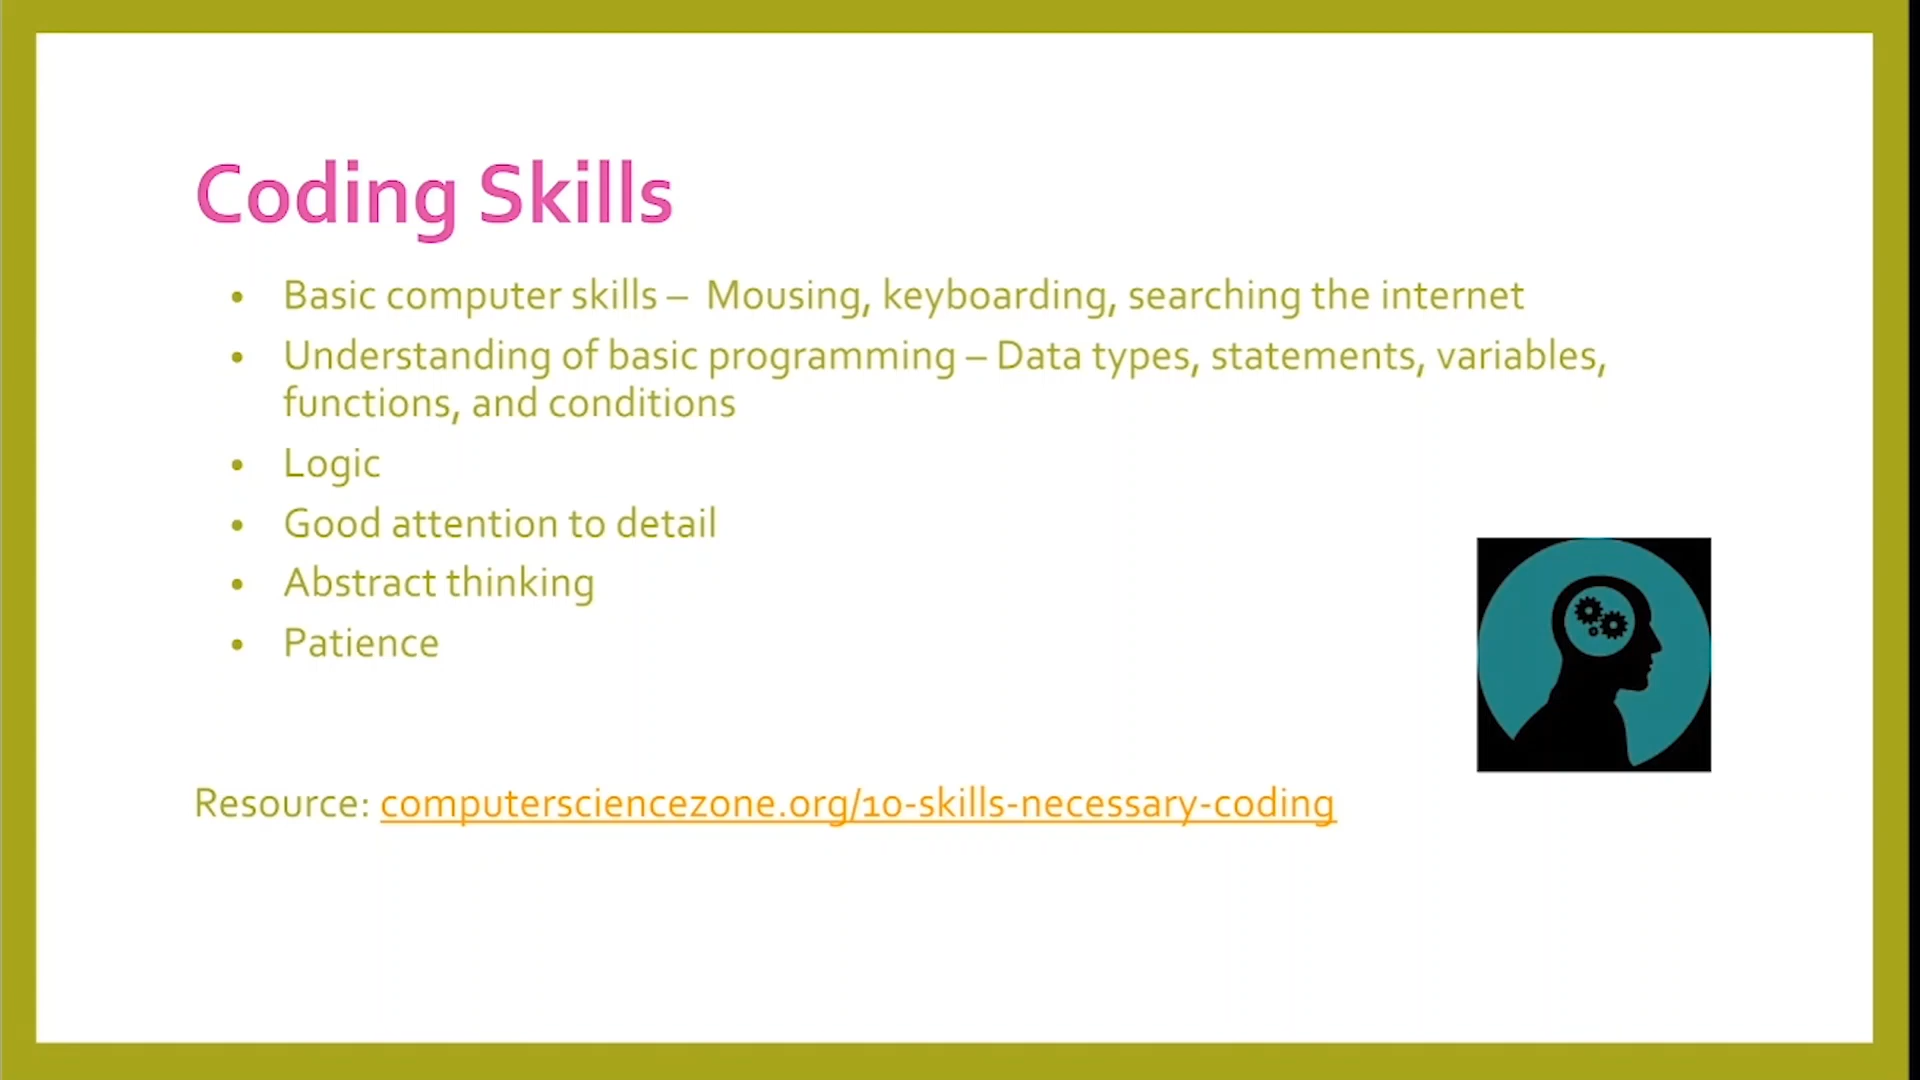 Coding Skills
• Basic computer skills – Mousing, keyboarding, searching the internet
• Understanding of basic programming – Data types, statements, variables,
functions, and conditions
• Logic
• Good attention to detail
• Abstract thinking
• Patience
Resource: computersciencezone.org/10-skills-necessary-coding